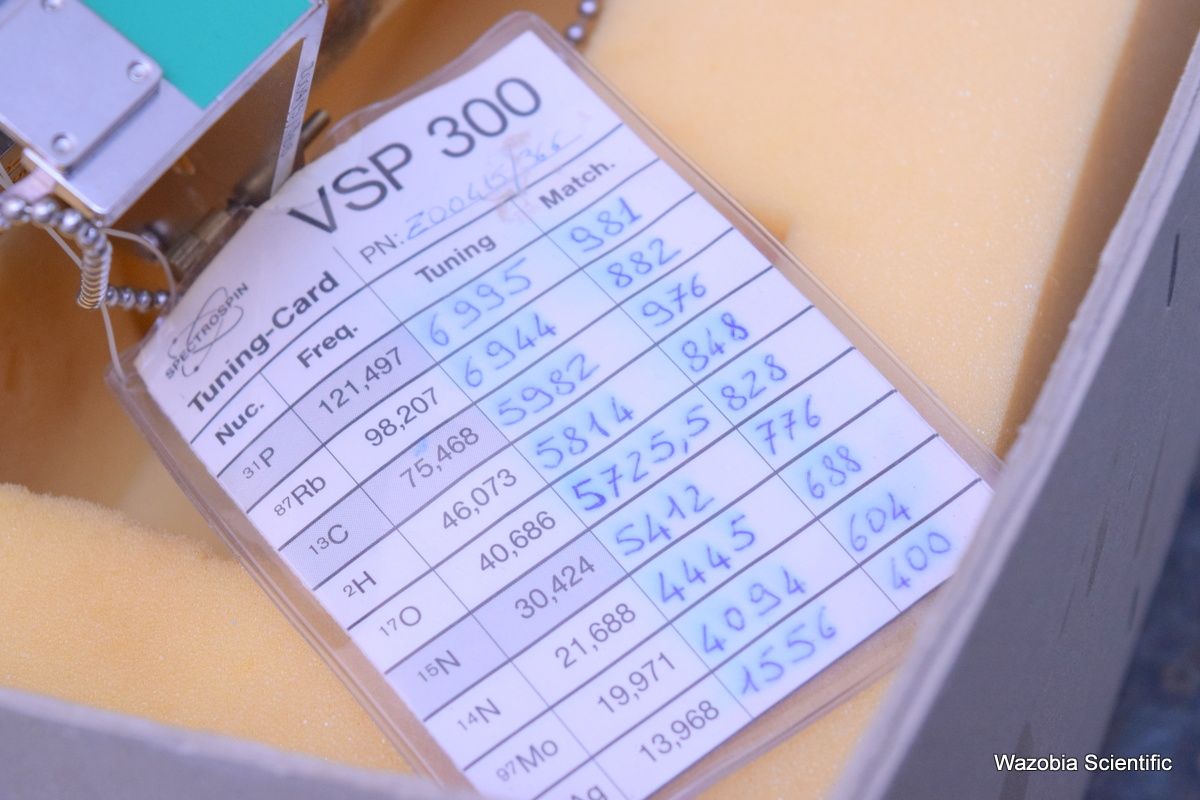 VSP 300
SPECTROSPIN
Tuning-Card PN: Z00415/366
Nuc. Freq. Tuning Match.
³¹P 121,497 6995 981
⁸⁷Rb 98,207 6944 882
¹³C 75,468 5982 976
²H 46,073 5814 848
¹⁷O 40,686 5725,5 828
¹⁵N 30,424 5412 776
¹⁴N 21,688 4445 688
⁹⁷Mo 19,971 4094 604
Ag 13,968 1556 400
Wazobia Scientific